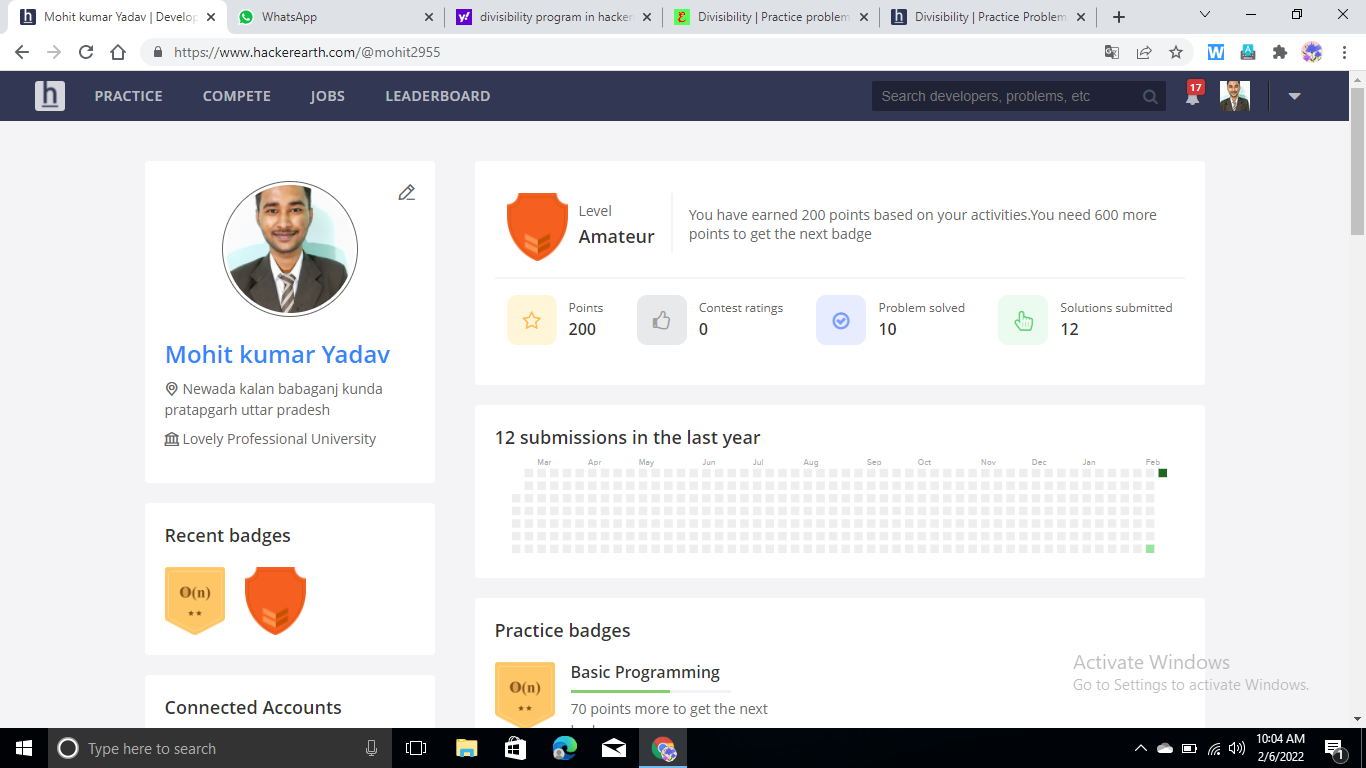 Mohit kumar Yadav | Develop
WhatsApp
divisibility program in hacker
Divisibility | Practice problem
Divisibility | Practice Problem
https://www.hackerearth.com/@mohit2955
PRACTICE COMPETE JOBS LEADERBOARD
Search developers, problems, etc
17
Mohit kumar Yadav
Newada kalan babaganj kunda
pratapgarh uttar pradesh
Lovely Professional University
Recent badges
O(n)
Connected Accounts
Level
Amateur
You have earned 200 points based on your activities.You need 600 more
points to get the next badge
Points
200
Contest ratings
0
Problem solved
10
Solutions submitted
12
12 submissions in the last year
Mar Apr May Jun Jul Aug Sep Oct Nov Dec Jan Feb
Practice badges
O(n)
Basic Programming
70 points more to get the next
Activate Windows
Go to Settings to activate Windows.
Type here to search
10:04 AM
2/6/2022
1